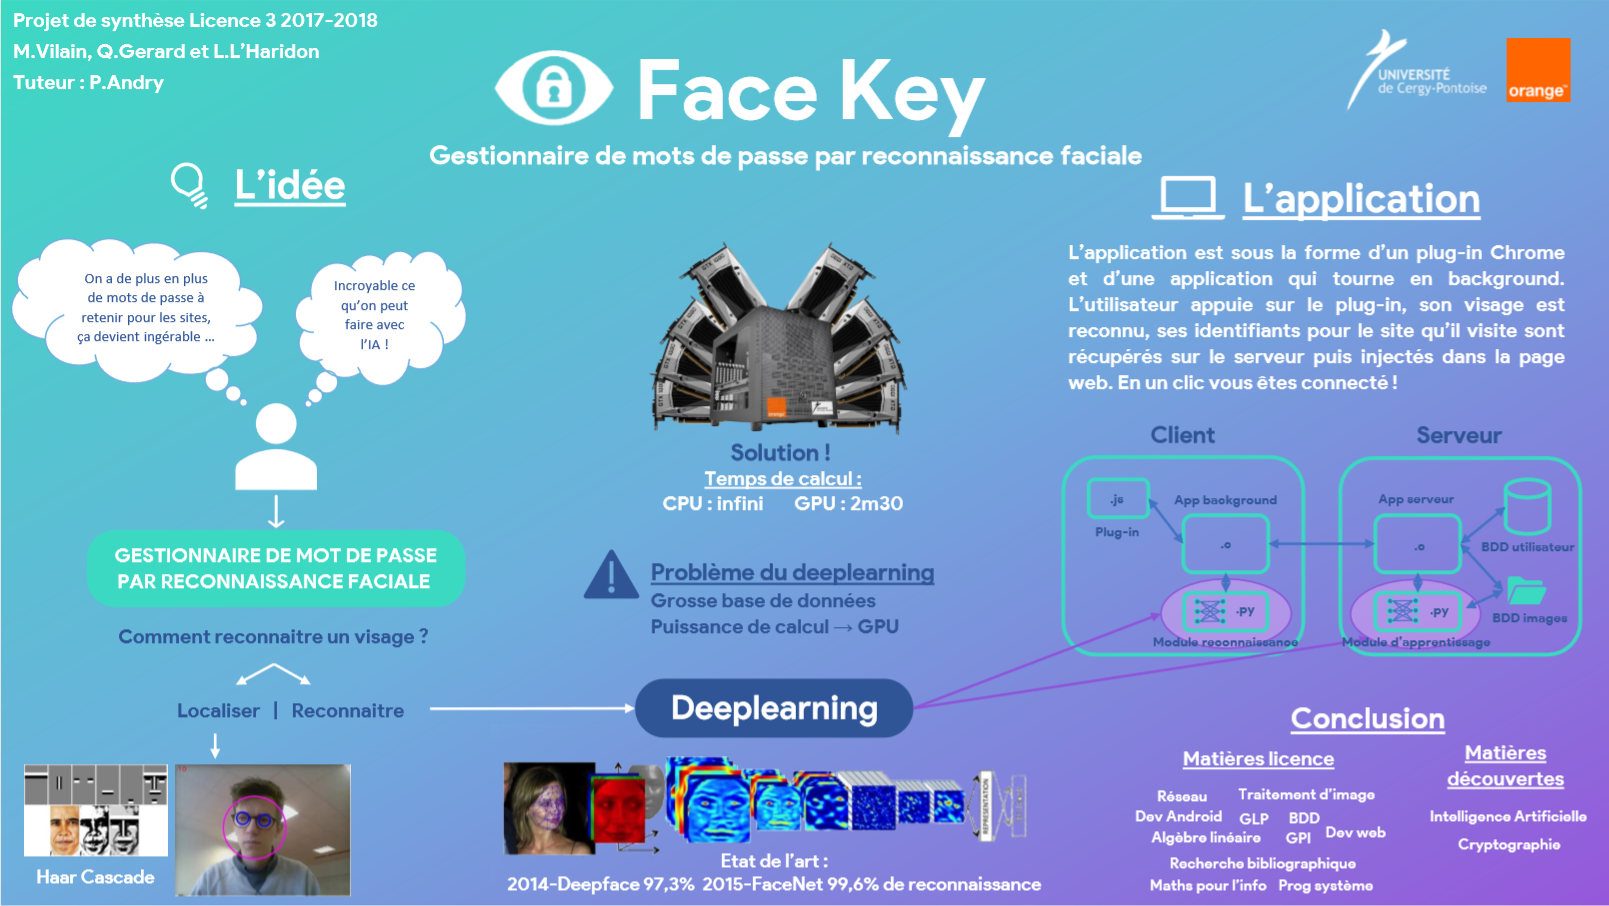 Projet de synthèse Licence 3 2017-2018
M.Vilain, Q.Gerard et L.L'Haridon
Tuteur : P.Andry
Face Key
Gestionnaire de mots de passe par reconnaissance faciale
UNIVERSITÉ
de Cergy-Pontoise
orange™
L'idée
On a de plus en plus
de mots de passe à
retenir pour les sites,
ça devient ingérable ...
Incroyable ce
qu'on peut
faire avec
l'IA !
GESTIONNAIRE DE MOT DE PASSE
PAR RECONNAISSANCE FACIALE
Comment reconnaitre un visage ?
Localiser | Reconnaitre
Haar Cascade
orange
Solution !
Temps de calcul :
CPU : infini GPU : 2m30
Problème du deeplearning
Grosse base de données
Puissance de calcul → GPU
Deeplearning
REPRESENTATION
Etat de l'art :
2014-Deepface 97,3% 2015-FaceNet 99,6% de reconnaissance
L'application
L'application est sous la forme d'un plug-in Chrome
et d'une application qui tourne en background.
L'utilisateur appuie sur le plug-in, son visage est
reconnu, ses identifiants pour le site qu'il visite sont
récupérés sur le serveur puis injectés dans la page
web. En un clic vous êtes connecté !
Client
.js
Plug-in
App background
.c
.PY
Module reconnaissance
Serveur
App serveur
.c
BDD utilisateur
.PY
BDD images
Module d'apprentissage
Conclusion
Matières licence
Réseau Traitement d'image
Dev Android GLP BDD
Algèbre linéaire GPI Dev web
Recherche bibliographique
Maths pour l'info Prog système
Matières
découvertes
Intelligence Artificielle
Cryptographie